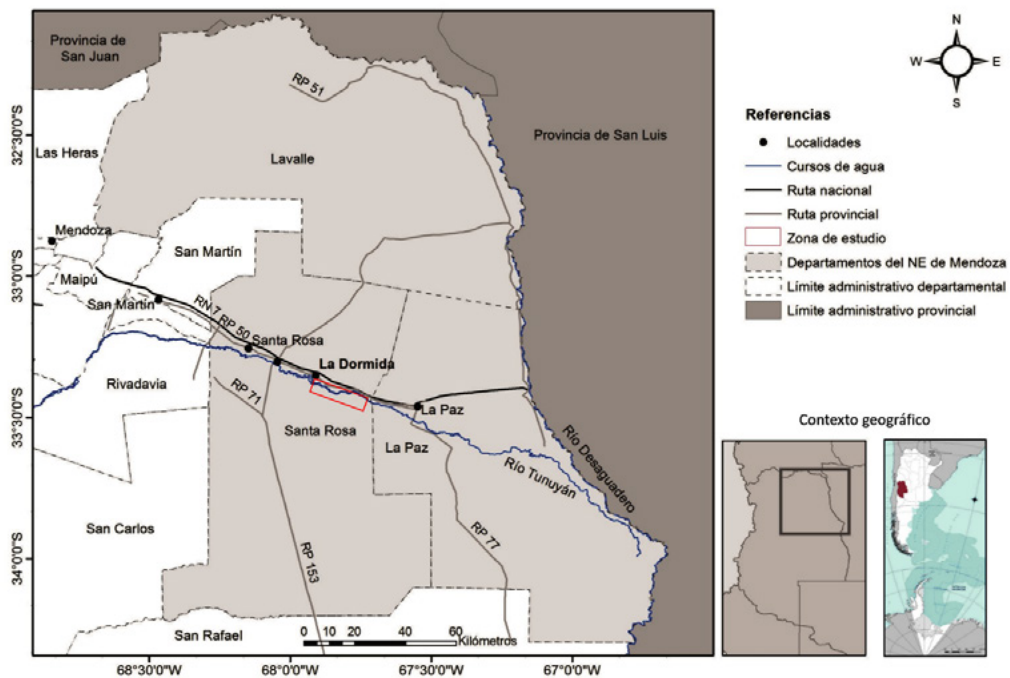 Provincia de
San Juan
RP 51
Provincia de San Luis
Las Heras
Lavalle
Mendoza
San Martín
Maipú
San Martín
RN 7
RP 50
Santa Rosa
La Dormida
Rivadavia
RP 71
Santa Rosa
La Paz
La Paz
Río Desaguadero
Río Tunuyán
San Carlos
RP 153
RP 77
San Rafael
0 10 20 40 60
Kilómetros
32°30'0"S
33°0'0"S
33°30'0"S
34°0'0"S
68°30'0"W
68°0'0"W
67°30'0"W
67°0'0"W
N
W E
S
Referencias
Localidades
Cursos de agua
Ruta nacional
Ruta provincial
Zona de estudio
Departamentos del NE de Mendoza
Límite administrativo departamental
Límite administrativo provincial
Contexto geográfico